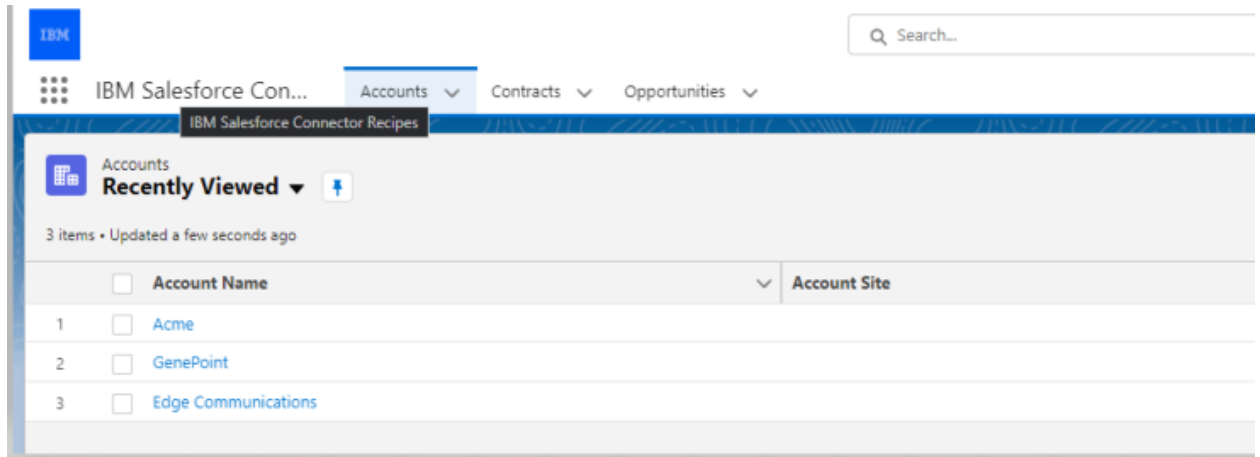 IBM
Search...
IBM Salesforce Con... Accounts Contracts Opportunities
IBM Salesforce Connector Recipes
Accounts
Recently Viewed
3 items • Updated a few seconds ago
Account Name Account Site
1 Acme
2 GenePoint
3 Edge Communications